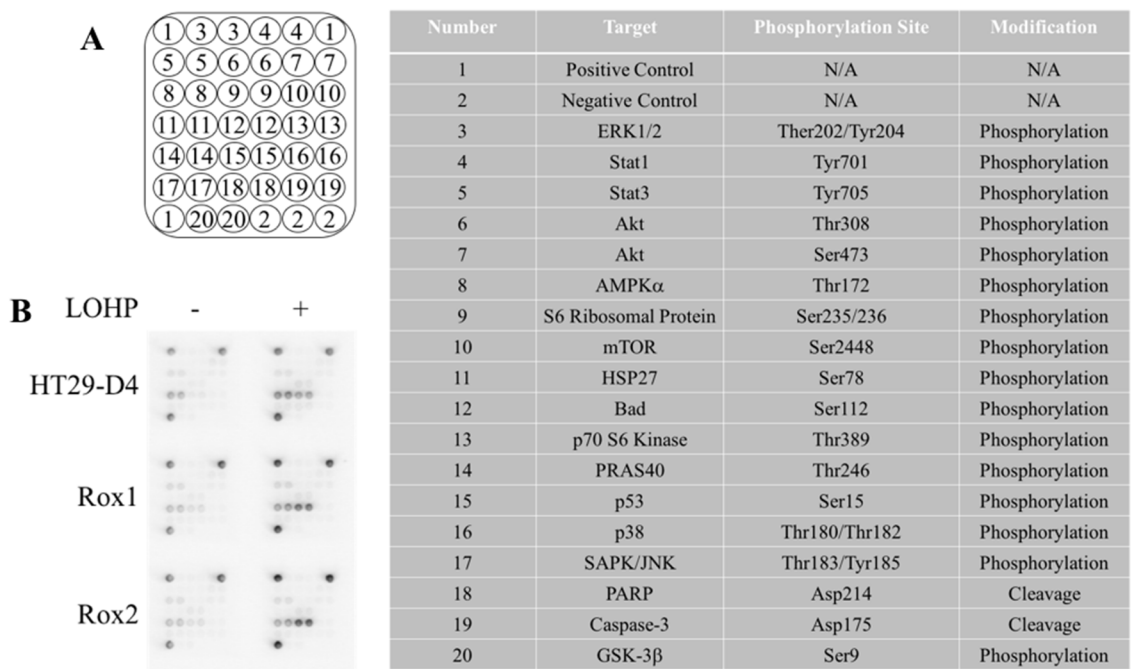 A
1 3 3 4 4 1
5 5 6 6 7 7
8 8 9 9 10 10
11 11 12 12 13 13
14 14 15 15 16 16
17 17 18 18 19 19
1 20 20 2 2 2
B LOHP - +
HT29-D4
Rox1
Rox2
Number Target Phosphorylation Site Modification
1 Positive Control N/A N/A
2 Negative Control N/A N/A
3 ERK1/2 Ther202/Tyr204 Phosphorylation
4 Stat1 Tyr701 Phosphorylation
5 Stat3 Tyr705 Phosphorylation
6 Akt Thr308 Phosphorylation
7 Akt Ser473 Phosphorylation
8 AMPKα Thr172 Phosphorylation
9 S6 Ribosomal Protein Ser235/236 Phosphorylation
10 mTOR Ser2448 Phosphorylation
11 HSP27 Ser78 Phosphorylation
12 Bad Ser112 Phosphorylation
13 p70 S6 Kinase Thr389 Phosphorylation
14 PRAS40 Thr246 Phosphorylation
15 p53 Ser15 Phosphorylation
16 p38 Thr180/Thr182 Phosphorylation
17 SAPK/JNK Thr183/Tyr185 Phosphorylation
18 PARP Asp214 Cleavage
19 Caspase-3 Asp175 Cleavage
20 GSK-3β Ser9 Phosphorylation